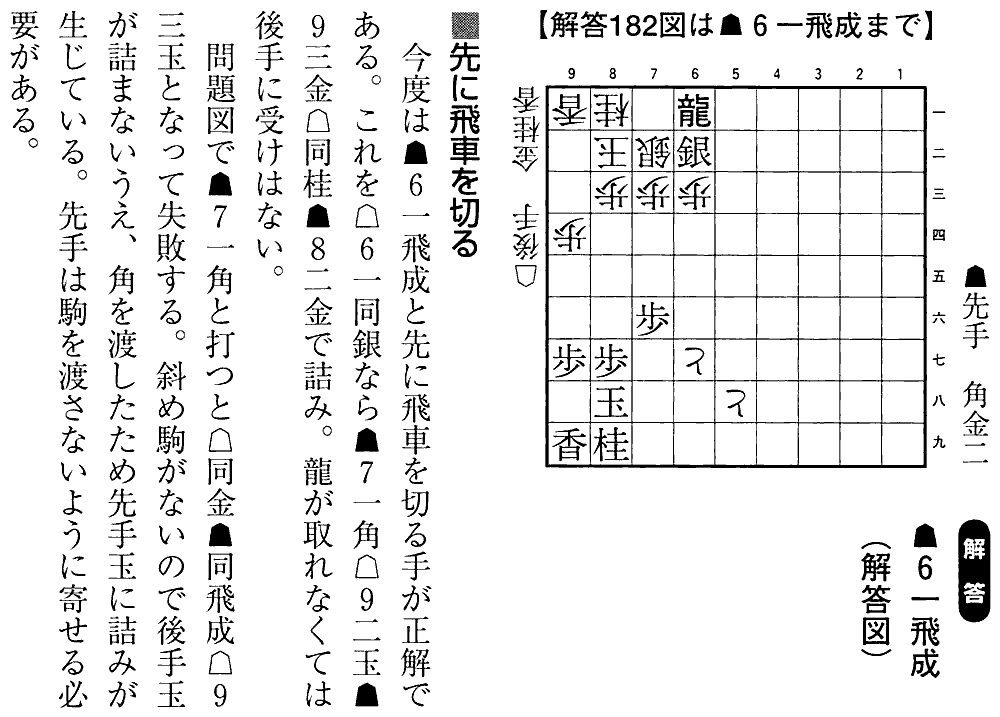 解答
▲６一飛成
（解答図）
【解答182図は▲６一飛成まで】
▲先手　角金二
9 8 7 6 5 4 3 2 1
香桂　龍　一
王銀銀　二
歩歩歩　三
歩　四
五
歩　六
歩歩　と　七
玉　と　八
香桂　九
△後手　金桂香
■先に飛車を切る
　今度は▲６一飛成と先に飛車を切る手が正解で
ある。これを△６一同銀なら▲７一角△９二玉▲
９三金△同桂▲８二金で詰み。龍が取れなくては
後手に受けはない。
　問題図で▲７一角と打つと△同金▲同飛成△９
三玉となって失敗する。斜め駒がないので後手玉
が詰まないうえ、角を渡したため先手玉に詰みが
生じている。先手は駒を渡さないように寄せる必
要がある。